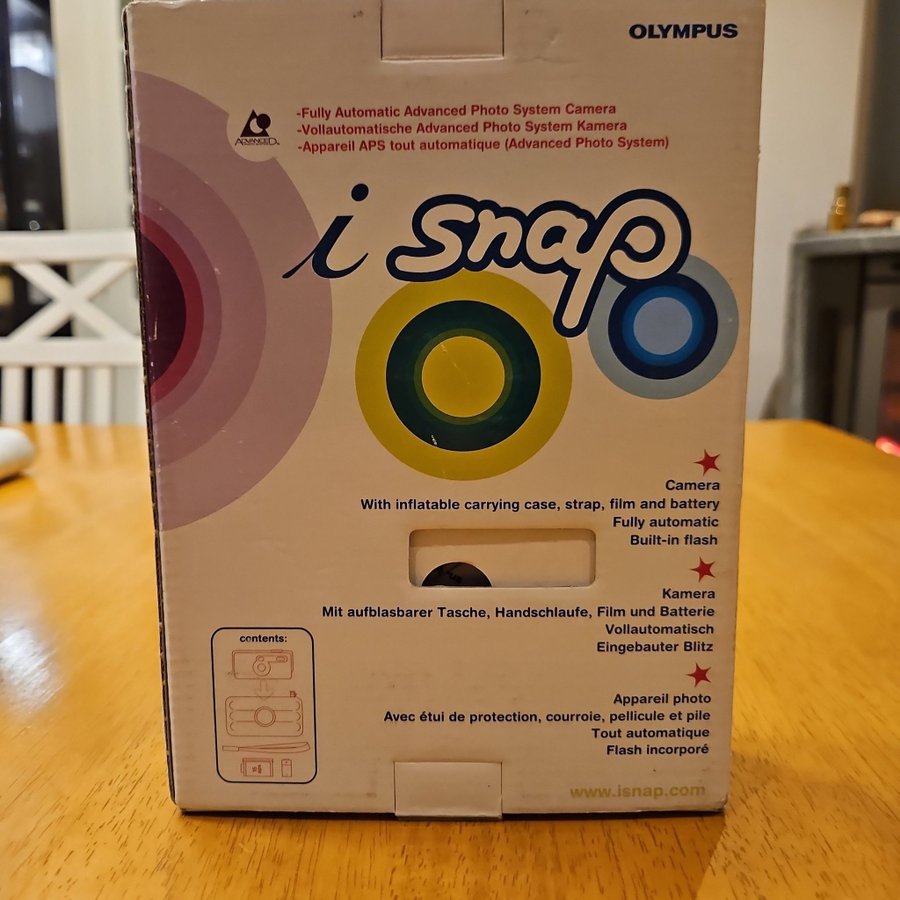 OLYMPUS
-Fully Automatic Advanced Photo System Camera
-Vollautomatische Advanced Photo System Kamera
-Appareil APS tout automatique (Advanced Photo System)
ADVANCED
i snap
Camera
With inflatable carrying case, strap, film and battery
Fully automatic
Built-in flash
Kamera
Mit aufblasbarer Tasche, Handschlaufe, Film und Batterie
Vollautomatisch
Eingebauter Blitz
contents:
Appareil photo
Avec étui de protection, courroie, pellicule et pile
Tout automatique
Flash incorporé
www.isnap.com